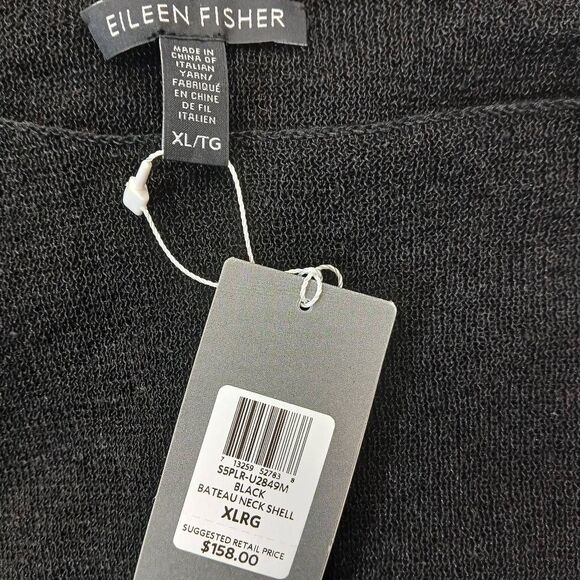 EILEEN FISHER
MADE IN
CHINA OF
ITALIAN
YARN/
FABRIQUÉ
EN CHINE
DE FIL
ITALIEN
XL/TG
7 13259 52783 8
S5PLR-U2849M
BLACK
BATEAU NECK SHELL
XLRG
SUGGESTED RETAIL PRICE
$158.00